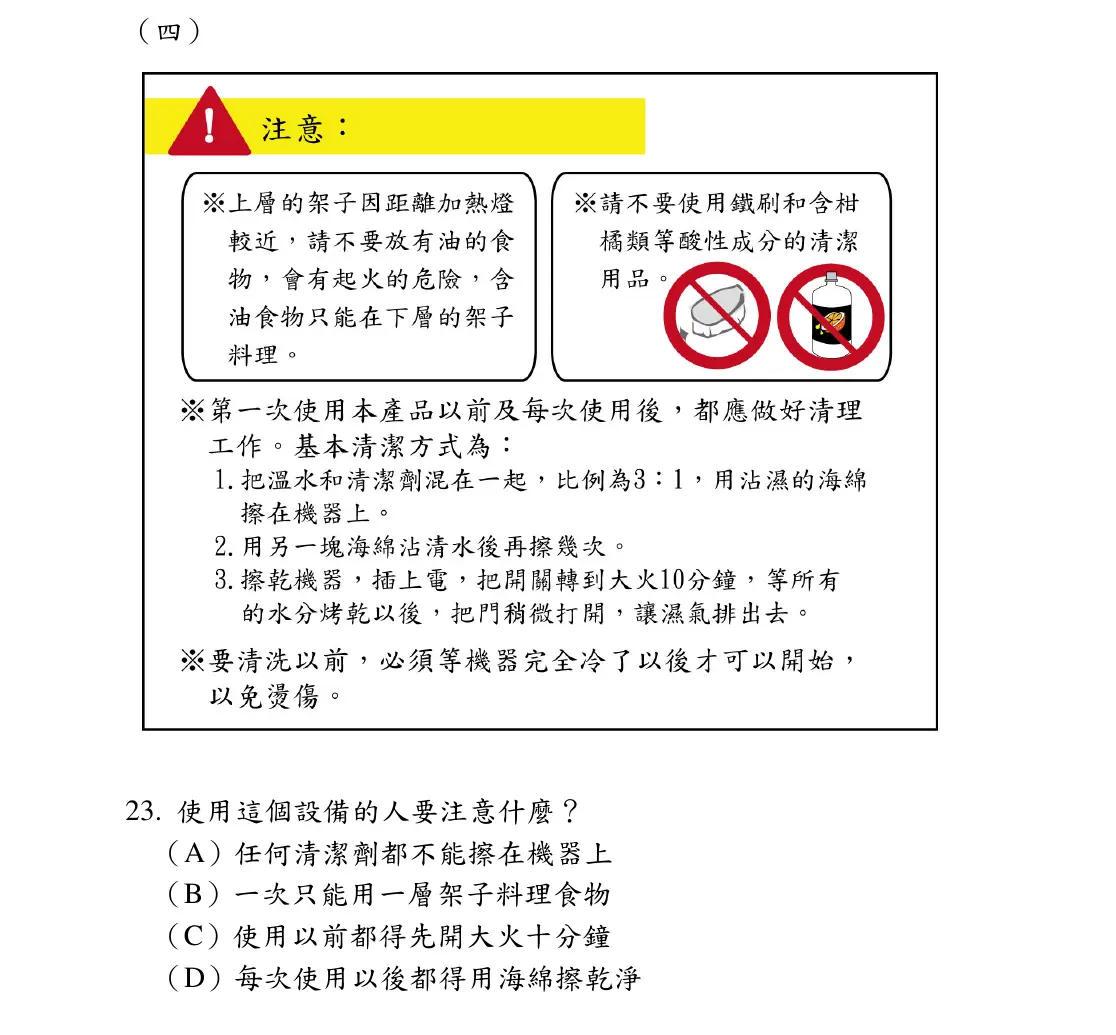 （四）
注意：
※上層的架子因距離加熱燈
較近，請不要放有油的食
物，會有起火的危險，含
油食物只能在下層的架子
料理。
※請不要使用鐵刷和含柑
橘類等酸性成分的清潔
用品。
※第一次使用本產品以前及每次使用後，都應做好清理
工作。基本清潔方式為：
1.把溫水和清潔劑混在一起，比例為3：1，用沾濕的海綿
擦在機器上。
2.用另一塊海綿沾清水後再擦幾次。
3.擦乾機器，插上電，把開關轉到大火10分鐘，等所有
的水分烤乾以後，把門稍微打開，讓濕氣排出去。
※要清洗以前，必須等機器完全冷了以後才可以開始，
以免燙傷。
23. 使用這個設備的人要注意什麼？
（A）任何清潔劑都不能擦在機器上
（B）一次只能用一層架子料理食物
（C）使用以前都得先開大火十分鐘
（D）每次使用以後都得用海綿擦乾淨